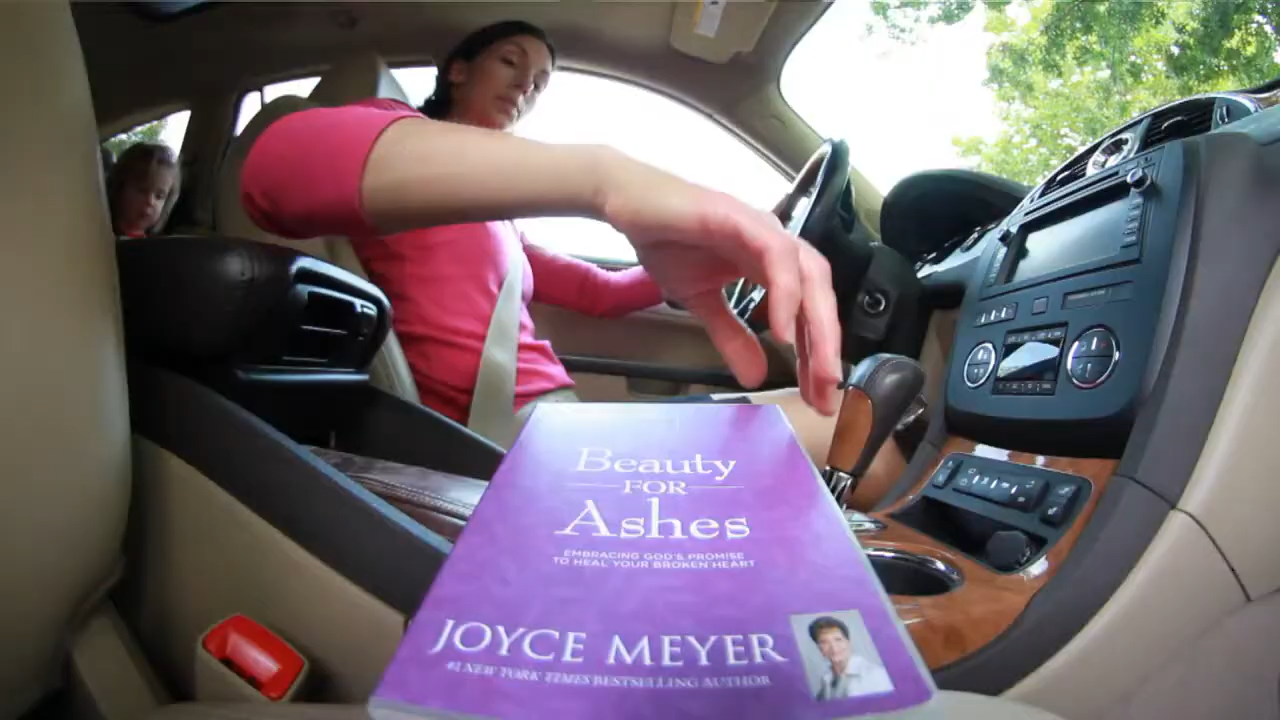 Beauty
FOR
Ashes
EMBRACING GOD'S PROMISE
TO HEAL YOUR BROKEN HEART
JOYCE MEYER
#1 NEW YORK TIMES BESTSELLING AUTHOR